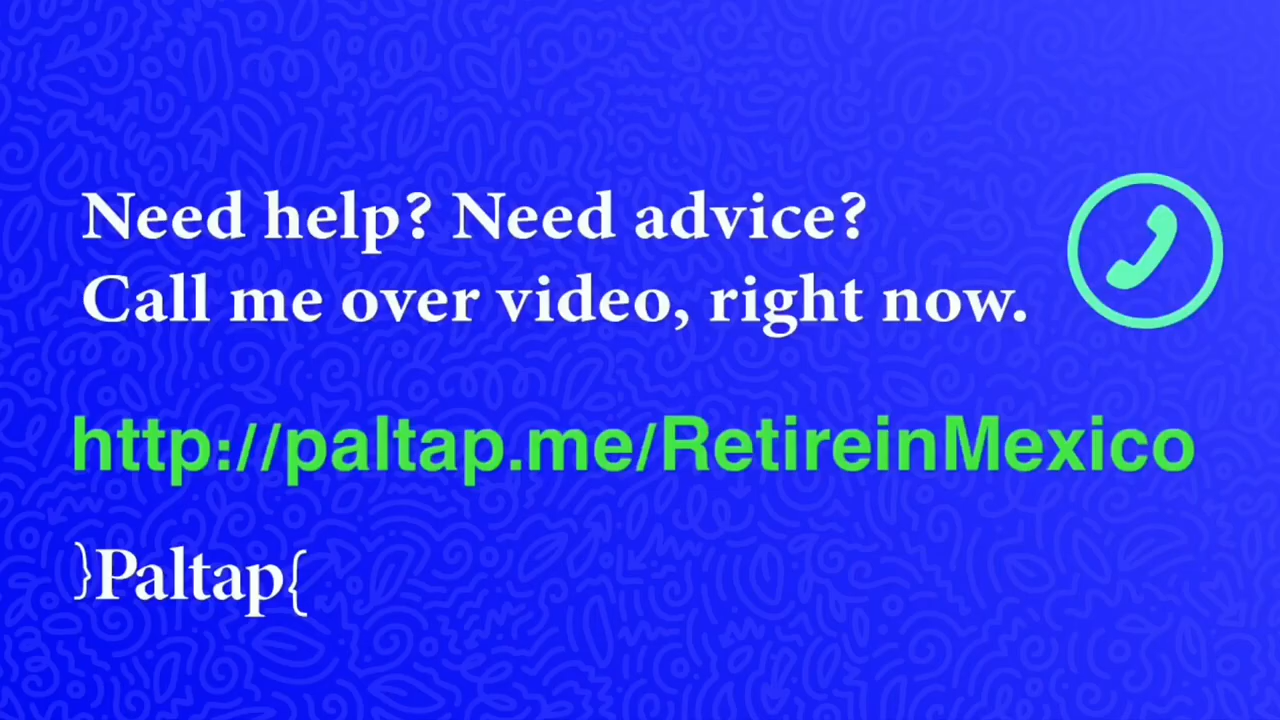 Need help? Need advice?
Call me over video, right now.
http://paltap.me/RetireinMexico
}Paltap{